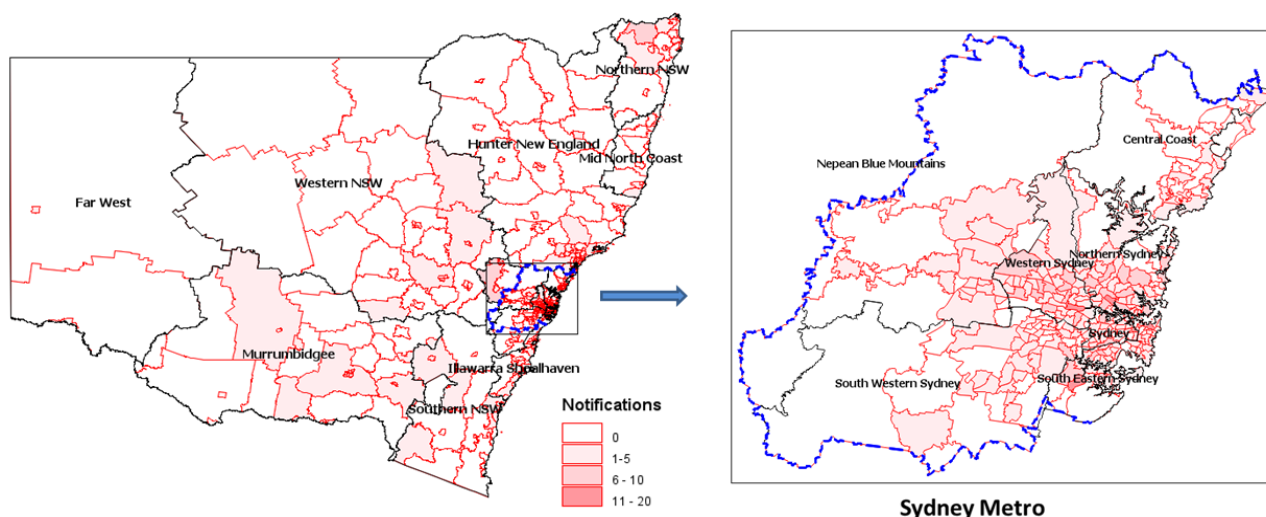 Northern NSW
Hunter New England
Mid North Coast
Western NSW
Far West
Murrumbidgee
Illawarra Shoalhaven
Southern NSW
Notifications
0
1-5
6 - 10
11 - 20
Central Coast
Nepean Blue Mountains
Northern Sydney
Western Sydney
Sydney
South Western Sydney
South Eastern Sydney
Sydney Metro